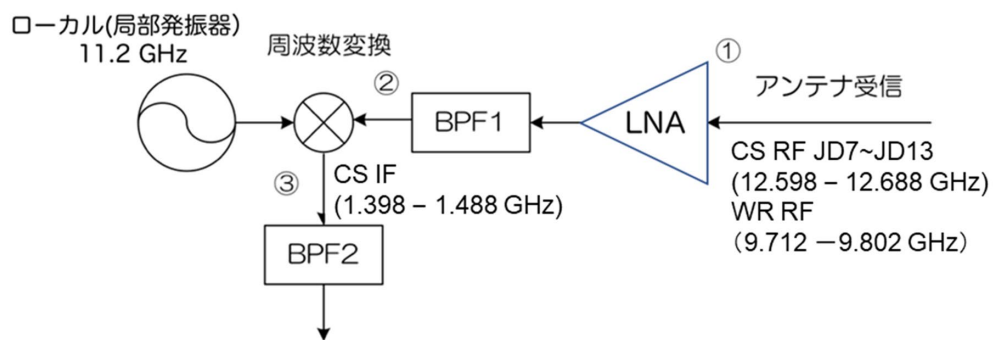 ローカル(局部発振器)
11.2 GHz
周波数変換
②
BPF1
LNA
①
アンテナ受信
CS RF JD7~JD13
(12.598 – 12.688 GHz)
WR RF
（9.712 －9.802 GHz）
③
CS IF
(1.398 – 1.488 GHz)
BPF2